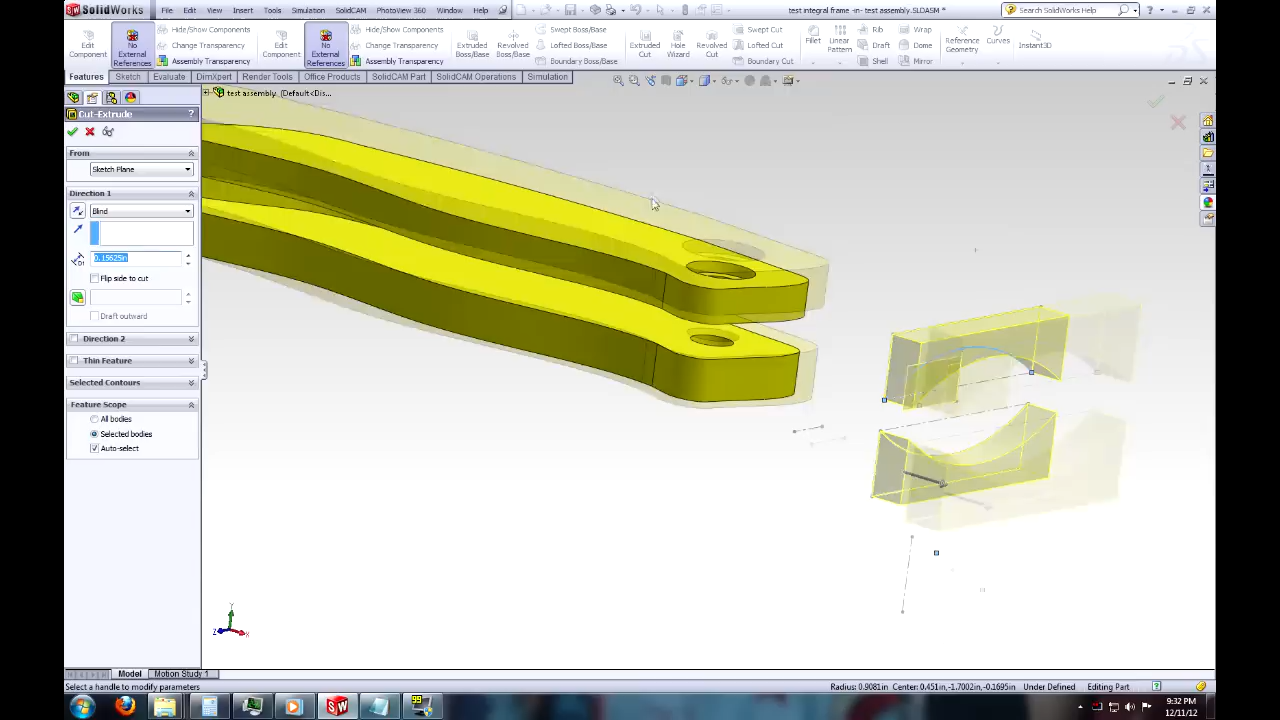 SolidWorks File Edit View Insert Tools Simulation SolidCAM PhotoView 360 Window Help test integral frame -in- test assembly.SLDASM * Search SolidWorks Help
Edit Component No External References Hide/Show Components Change Transparency Assembly Transparency Edit Component No External References Hide/Show Components Change Transparency Assembly Transparency Extruded Boss/Base Revolved Boss/Base Swept Boss/Base Lofted Boss/Base Boundary Boss/Base Extruded Cut Hole Wizard Revolved Cut Swept Cut Lofted Cut Boundary Cut Fillet Linear Pattern Rib Draft Shell Wrap Dome Mirror Reference Geometry Curves Instant3D
Features Sketch Evaluate DimXpert Render Tools Office Products SolidCAM Part SolidCAM Operations Simulation
test assembly. (Default<Dis...
Cut-Extrude ?
From
Sketch Plane
Direction 1
Blind
0.15625in
Flip side to cut
Draft outward
Direction 2
Thin Feature
Selected Contours
Feature Scope
All bodies
Selected bodies
Auto-select
Y
Z X
Model Motion Study 1
Select a handle to modify parameters Radius: 0.9081in Center: 0.451in,-1.7002in,-0.1695in Under Defined Editing Part
99
9:32 PM
12/11/12